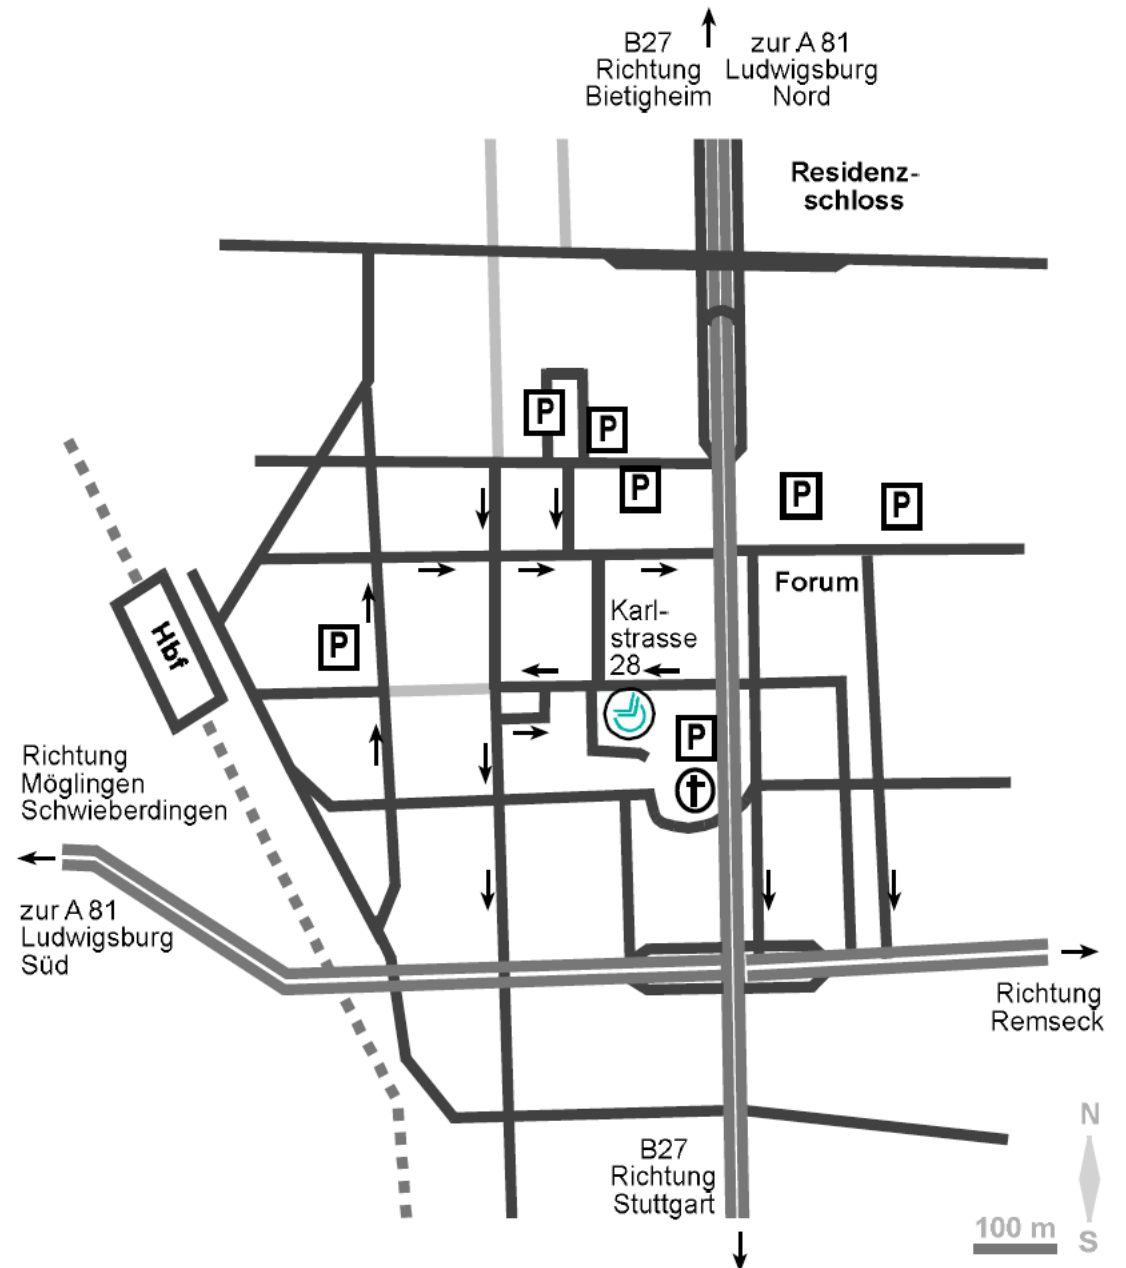 B27
Richtung
Bietigheim
zur A 81
Ludwigsburg
Nord
Residenz-
schloss
P
P
P
P
P
Forum
Karl-
strasse
28
P
Hbf
P
Richtung
Möglingen
Schwieberdingen
zur A 81
Ludwigsburg
Süd
Richtung
Remseck
B27
Richtung
Stuttgart
N
100 m
S